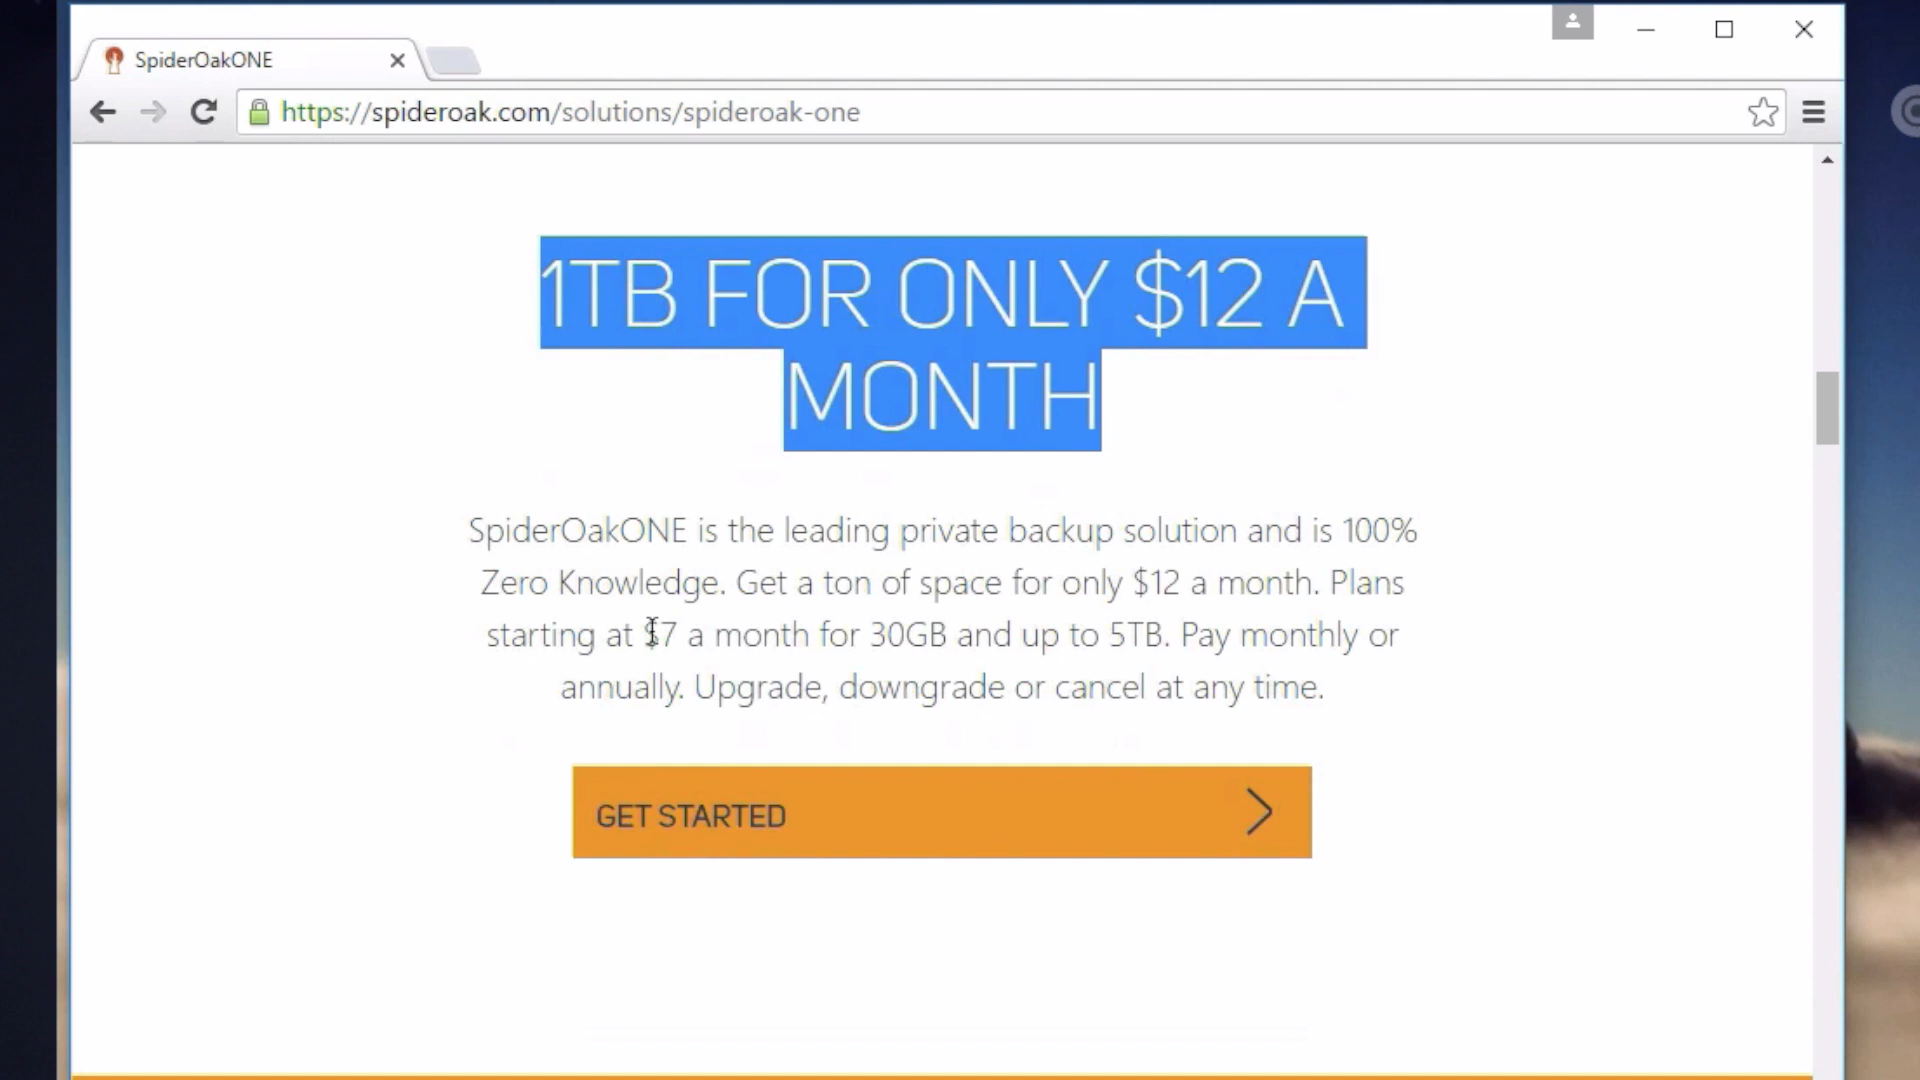 SpiderOakONE
https://spideroak.com/solutions/spideroak-one
1TB FOR ONLY $12 A
MONTH
SpiderOakONE is the leading private backup solution and is 100%
Zero Knowledge. Get a ton of space for only $12 a month. Plans
starting at $7 a month for 30GB and up to 5TB. Pay monthly or
annually. Upgrade, downgrade or cancel at any time.
GET STARTED